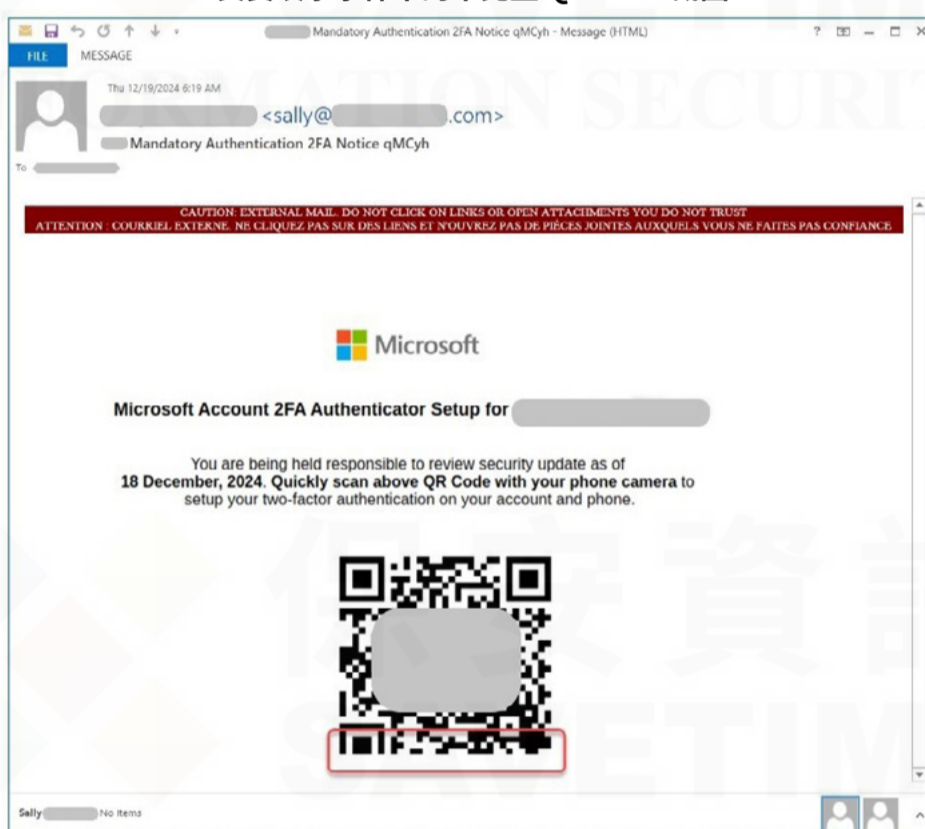 Mandatory Authentication 2FA Notice qMCyh - Message (HTML)
FILE MESSAGE
Thu 12/19/2024 6:19 AM
<sally@ .com>
Mandatory Authentication 2FA Notice qMCyh
To
CAUTION: EXTERNAL MAIL. DO NOT CLICK ON LINKS OR OPEN ATTACHMENTS YOU DO NOT TRUST
ATTENTION : COURRIEL EXTERNE. NE CLIQUEZ PAS SUR DES LIENS ET N'OUVREZ PAS DE PIÈCES JOINTES AUXQUELS VOUS NE FAITES PAS CONFIANCE
Microsoft
Microsoft Account 2FA Authenticator Setup for
You are being held responsible to review security update as of
18 December, 2024. Quickly scan above QR Code with your phone camera to
setup your two-factor authentication on your account and phone.
保安資訊
SAVETIM
Sally No Items